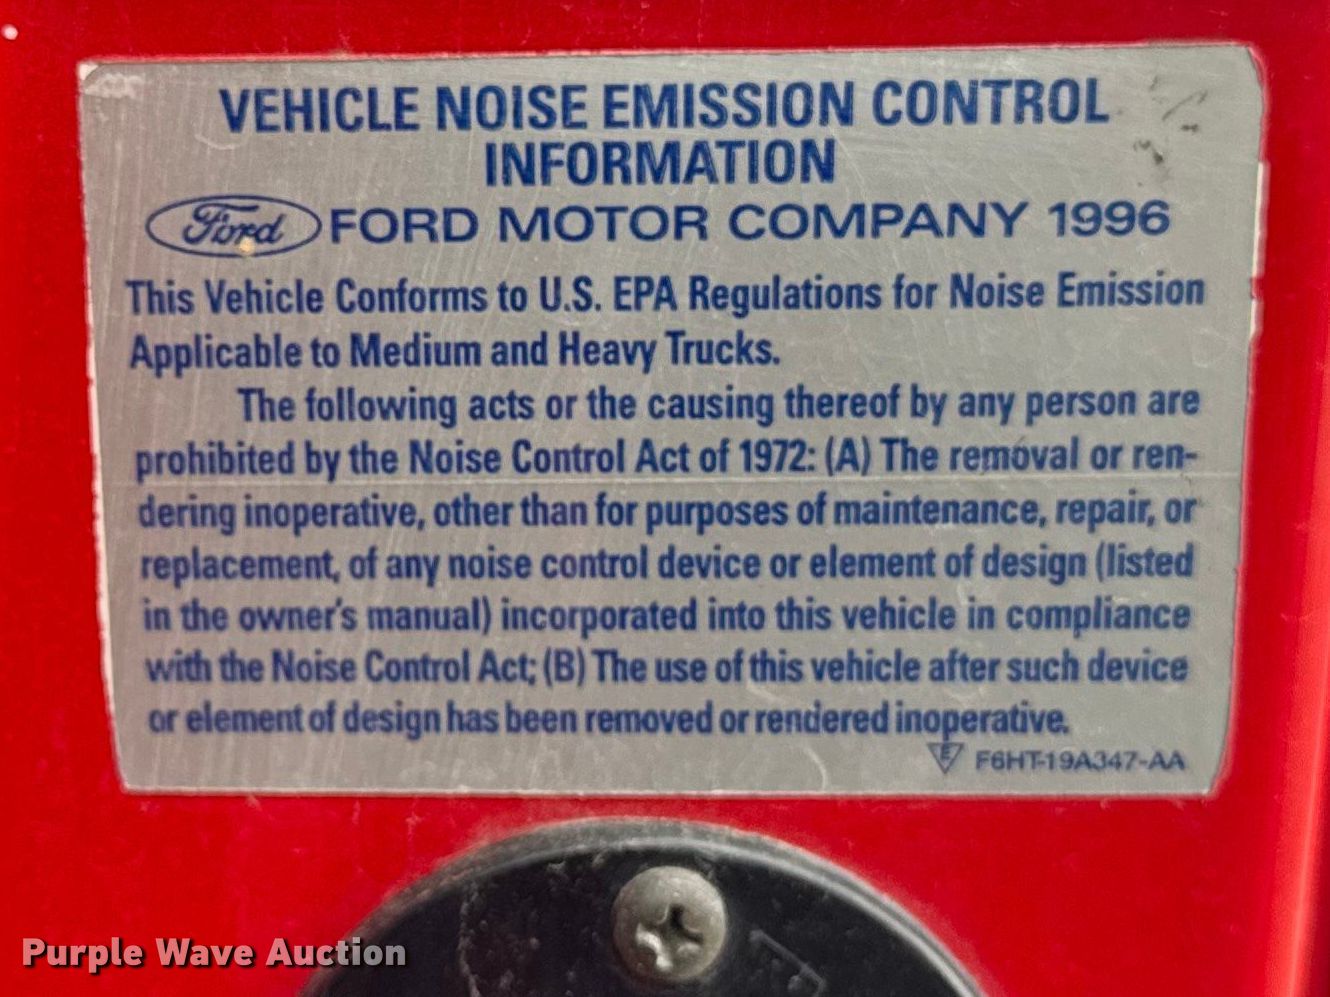 VEHICLE NOISE EMISSION CONTROL
INFORMATION
Ford FORD MOTOR COMPANY 1996
This Vehicle Conforms to U.S. EPA Regulations for Noise Emission
Applicable to Medium and Heavy Trucks.
The following acts or the causing thereof by any person are
prohibited by the Noise Control Act of 1972: (A) The removal or ren-
dering inoperative, other than for purposes of maintenance, repair, or
replacement, of any noise control device or element of design (listed
in the owner's manual) incorporated into this vehicle in compliance
with the Noise Control Act; (B) The use of this vehicle after such device
or element of design has been removed or rendered inoperative.
E F6HT-19A347-AA
Purple Wave Auction